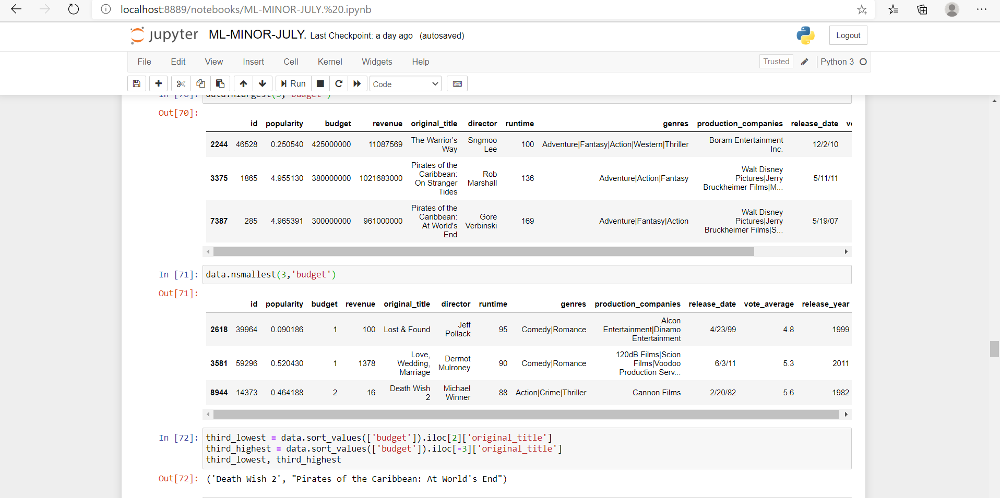 localhost:8889/notebooks/ML-MINOR-JULY.%20.ipynb
jupyter ML-MINOR-JULY. Last Checkpoint: a day ago (autosaved) Logout
File Edit View Insert Cell Kernel Widgets Help Trusted Python 3
Run Code
In [70]: data.nlargest(3,'budget')
Out[70]:
id popularity budget revenue original_title director runtime genres production_companies release_date
2244 46528 0.250540 425000000 11087569 The Warrior's Way Sngmoo Lee 100 Adventure|Fantasy|Action|Western|Thriller Boram Entertainment Inc. 12/2/10
3375 1865 4.955130 380000000 1021683000 Pirates of the Caribbean: On Stranger Tides Rob Marshall 136 Adventure|Action|Fantasy Walt Disney Pictures|Jerry Bruckheimer Films|M... 5/11/11
7387 285 4.965391 300000000 961000000 Pirates of the Caribbean: At World's End Gore Verbinski 169 Adventure|Fantasy|Action Walt Disney Pictures|Jerry Bruckheimer Films|S... 5/19/07
In [71]: data.nsmallest(3,'budget')
Out[71]:
id popularity budget revenue original_title director runtime genres production_companies release_date vote_average release_year
2618 39964 0.090186 1 100 Lost & Found Jeff Pollack 95 Comedy|Romance Alcon Entertainment|Dinamo Entertainment 4/23/99 4.8 1999
3581 59296 0.520430 1 1378 Love, Wedding, Marriage Dermot Mulroney 90 Comedy|Romance 120dB Films|Scion Films|Voodoo Production Serv... 6/3/11 5.3 2011
8944 14373 0.464188 2 16 Death Wish 2 Michael Winner 88 Action|Crime|Thriller Cannon Films 2/20/82 5.6 1982
In [72]: third_lowest = data.sort_values(['budget']).iloc[2]['original_title']
third_highest = data.sort_values(['budget']).iloc[-3]['original_title']
third_lowest, third_highest
Out[72]: ('Death Wish 2', "Pirates of the Caribbean: At World's End")